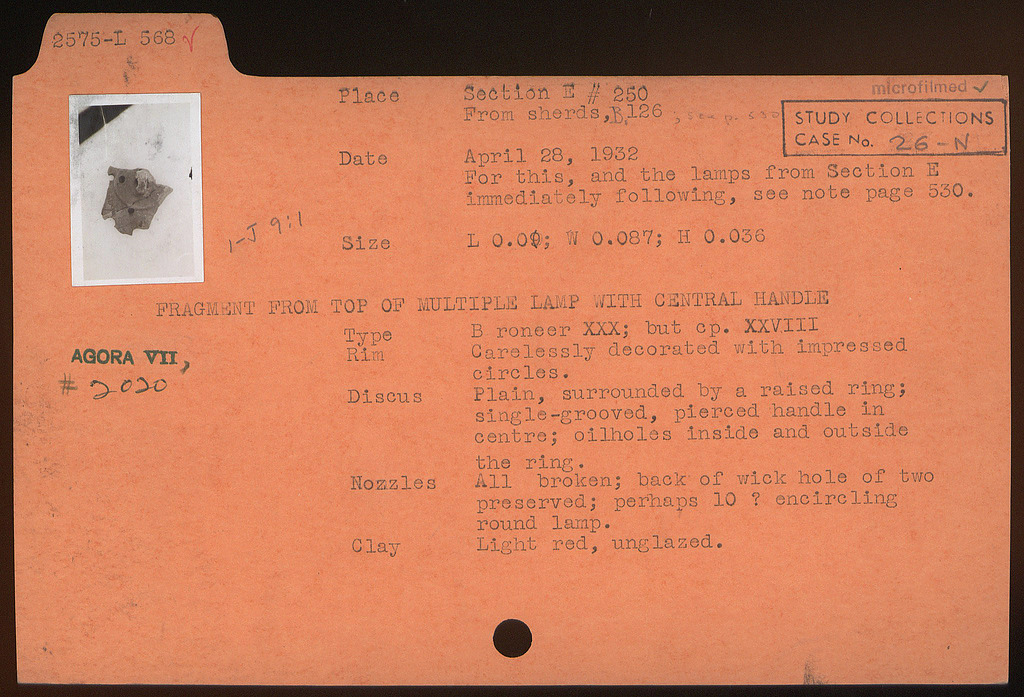 2575-L 568 √
microfilmed ✓
Place Section E # 250
From sherds, B, 126 ; see p. 530
STUDY COLLECTIONS
CASE No. 26-N
Date April 28, 1932
For this, and the lamps from Section E
immediately following, see note page 530.
1-J 9:1
Size L 0.09; W 0.087; H 0.036
FRAGMENT FROM TOP OF MULTIPLE LAMP WITH CENTRAL HANDLE
Type B roneer XXX; but cp. XXVIII
Rim Carelessly decorated with impressed
circles.
AGORA VII,
# 2020
Discus Plain, surrounded by a raised ring;
single-grooved, pierced handle in
centre; oilholes inside and outside
the ring.
Nozzles All broken; back of wick hole of two
preserved; perhaps 10 ? encircling
round lamp.
Clay Light red, unglazed.